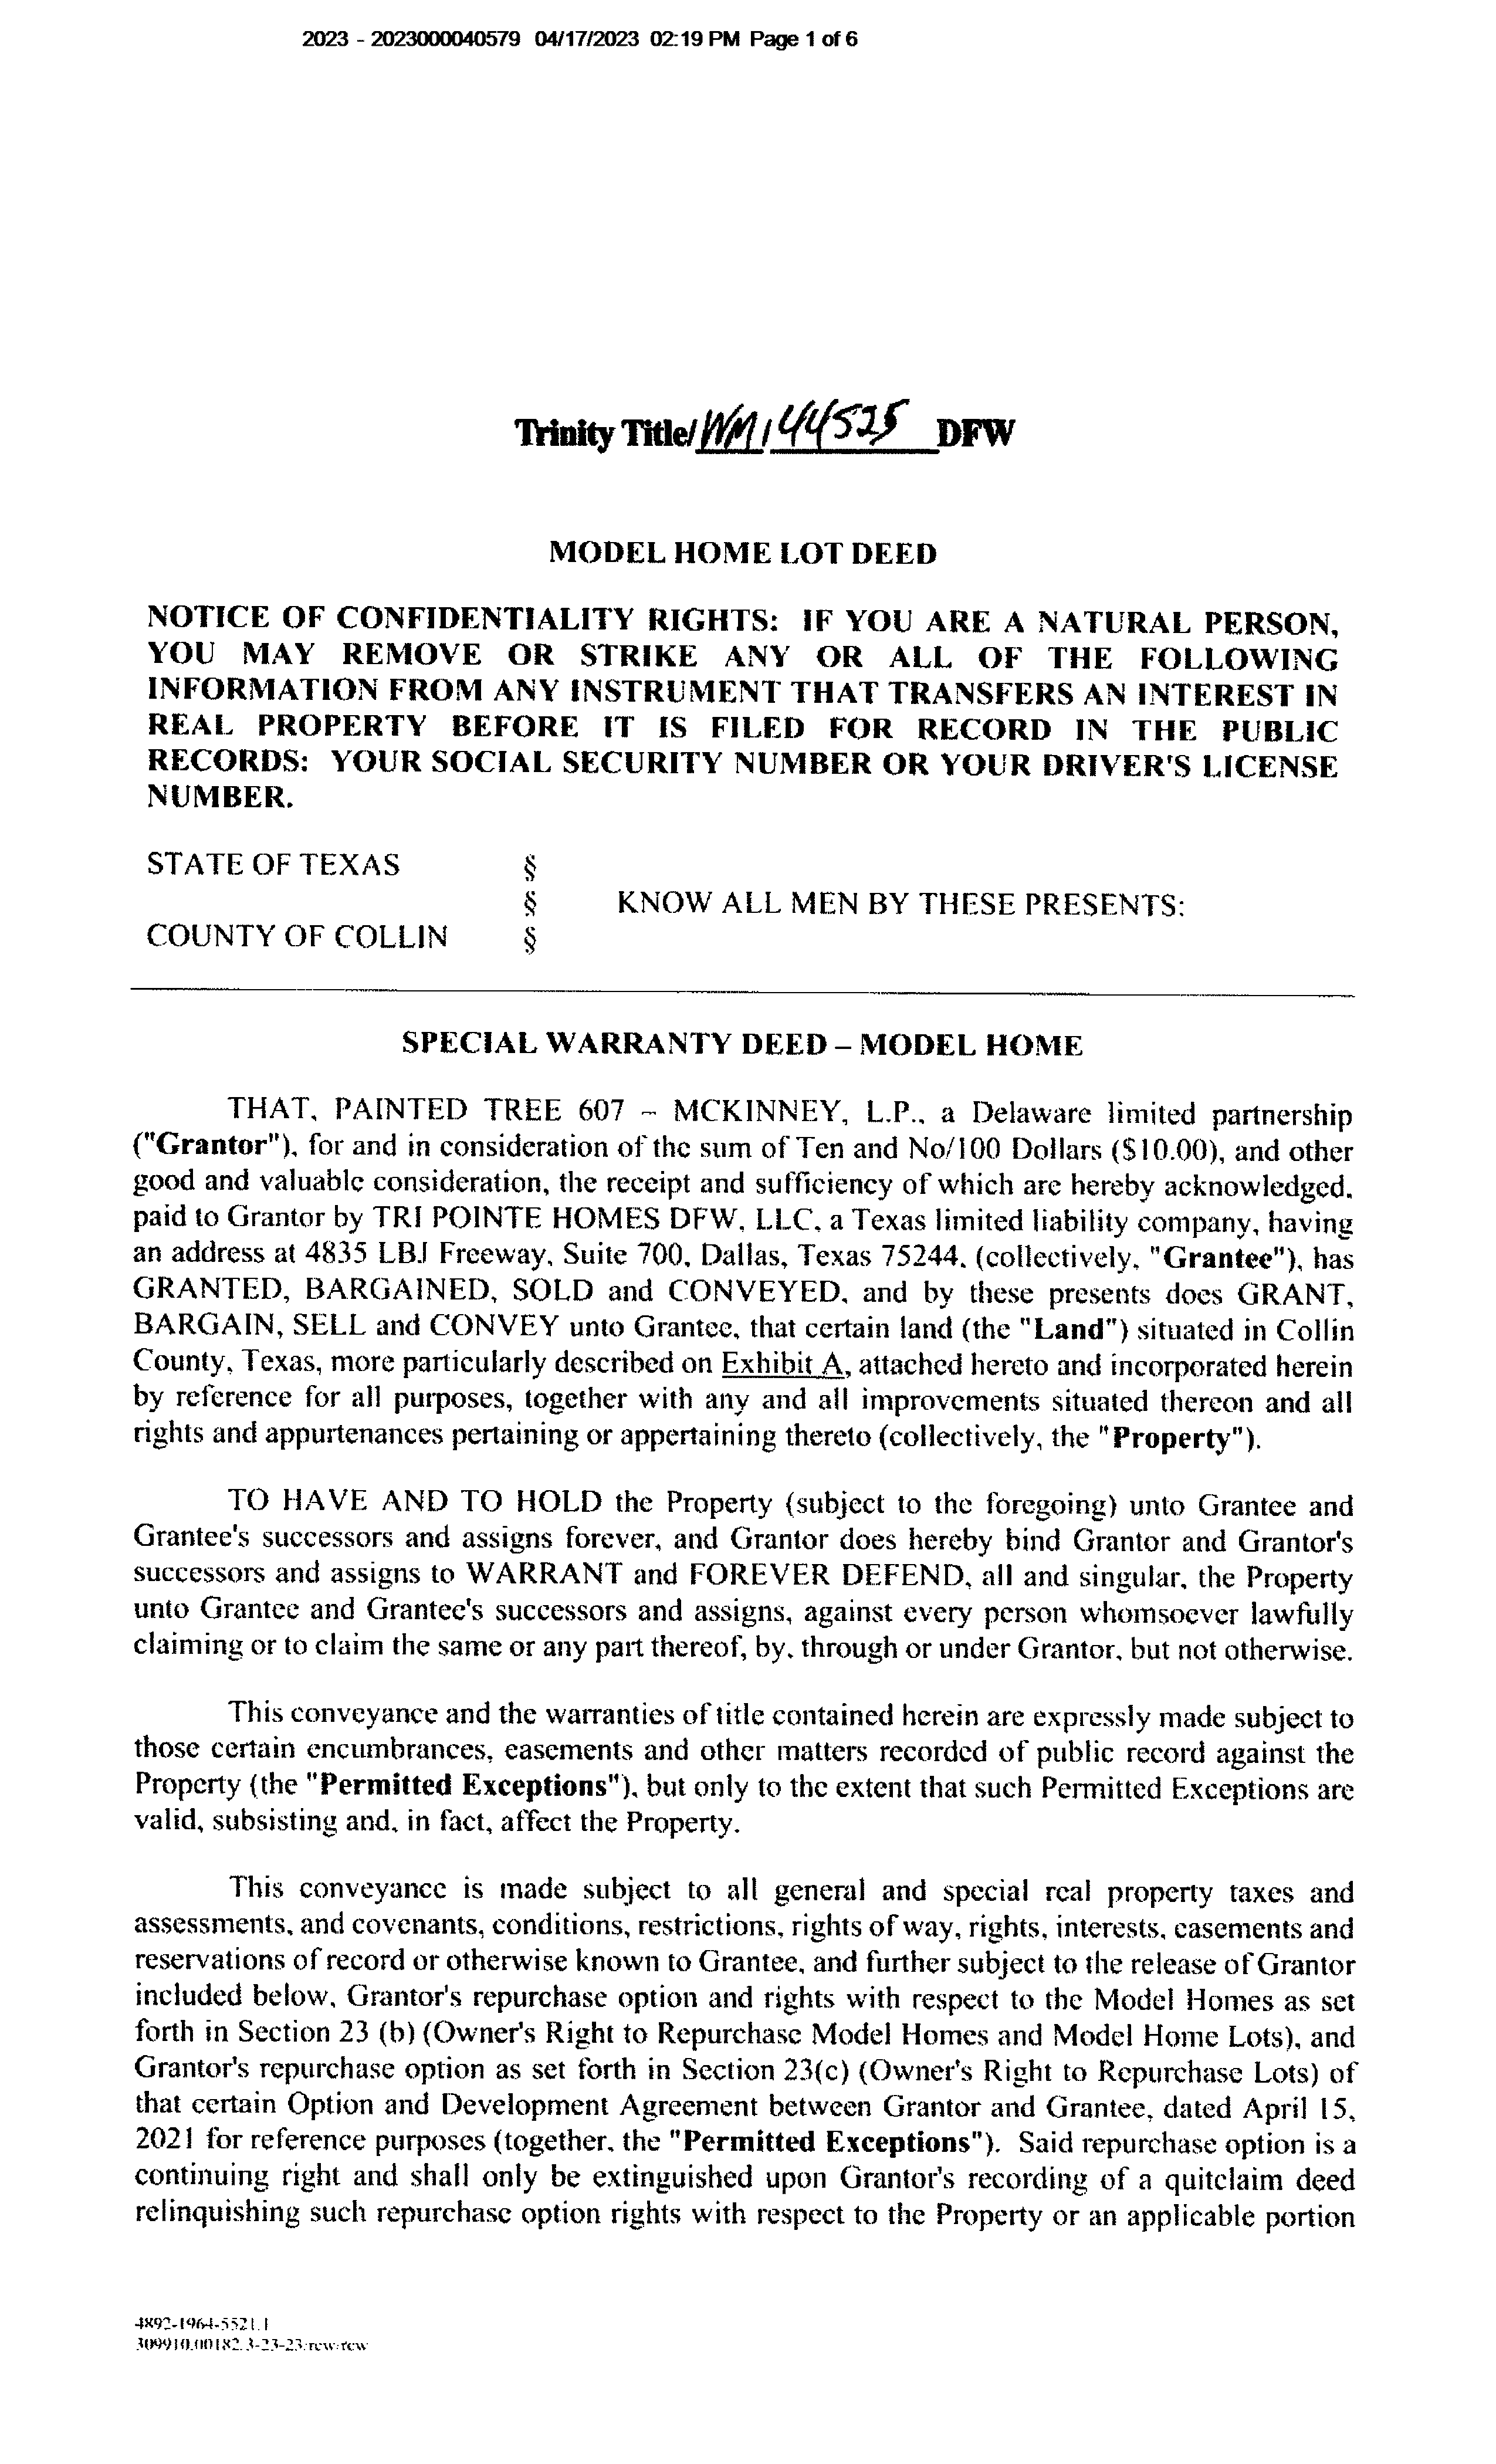 2023 - 2023000040579 04/17/2023 02:19 PM Page 1 of 6
Trinity Title/WM144525 DFW
MODEL HOME LOT DEED
NOTICE OF CONFIDENTIALITY RIGHTS: IF YOU ARE A NATURAL PERSON,
YOU MAY REMOVE OR STRIKE ANY OR ALL OF THE FOLLOWING
INFORMATION FROM ANY INSTRUMENT THAT TRANSFERS AN INTEREST IN
REAL PROPERTY BEFORE IT IS FILED FOR RECORD IN THE PUBLIC
RECORDS: YOUR SOCIAL SECURITY NUMBER OR YOUR DRIVER'S LICENSE
NUMBER.
STATE OF TEXAS §
§ KNOW ALL MEN BY THESE PRESENTS:
COUNTY OF COLLIN §
SPECIAL WARRANTY DEED – MODEL HOME
THAT, PAINTED TREE 607 – MCKINNEY, L.P., a Delaware limited partnership
("Grantor"), for and in consideration of the sum of Ten and No/100 Dollars ($10.00), and other
good and valuable consideration, the receipt and sufficiency of which are hereby acknowledged,
paid to Grantor by TRI POINTE HOMES DFW, LLC, a Texas limited liability company, having
an address at 4835 LBJ Freeway, Suite 700, Dallas, Texas 75244, (collectively, "Grantee"), has
GRANTED, BARGAINED, SOLD and CONVEYED, and by these presents does GRANT,
BARGAIN, SELL and CONVEY unto Grantee, that certain land (the "Land") situated in Collin
County, Texas, more particularly described on Exhibit A, attached hereto and incorporated herein
by reference for all purposes, together with any and all improvements situated thereon and all
rights and appurtenances pertaining or appertaining thereto (collectively, the "Property").
TO HAVE AND TO HOLD the Property (subject to the foregoing) unto Grantee and
Grantee's successors and assigns forever, and Grantor does hereby bind Grantor and Grantor's
successors and assigns to WARRANT and FOREVER DEFEND, all and singular, the Property
unto Grantee and Grantee's successors and assigns, against every person whomsoever lawfully
claiming or to claim the same or any part thereof, by, through or under Grantor, but not otherwise.
This conveyance and the warranties of title contained herein are expressly made subject to
those certain encumbrances, easements and other matters recorded of public record against the
Property (the "Permitted Exceptions"), but only to the extent that such Permitted Exceptions are
valid, subsisting and, in fact, affect the Property.
This conveyance is made subject to all general and special real property taxes and
assessments, and covenants, conditions, restrictions, rights of way, rights, interests, easements and
reservations of record or otherwise known to Grantee, and further subject to the release of Grantor
included below, Grantor's repurchase option and rights with respect to the Model Homes as set
forth in Section 23 (b) (Owner's Right to Repurchase Model Homes and Model Home Lots), and
Grantor's repurchase option as set forth in Section 23(c) (Owner's Right to Repurchase Lots) of
that certain Option and Development Agreement between Grantor and Grantee, dated April 15,
2021 for reference purposes (together, the "Permitted Exceptions"). Said repurchase option is a
continuing right and shall only be extinguished upon Grantor's recording of a quitclaim deed
relinquishing such repurchase option rights with respect to the Property or an applicable portion
4892-1964-5521.1
309910.00182.3-23-23/rcw/rcw